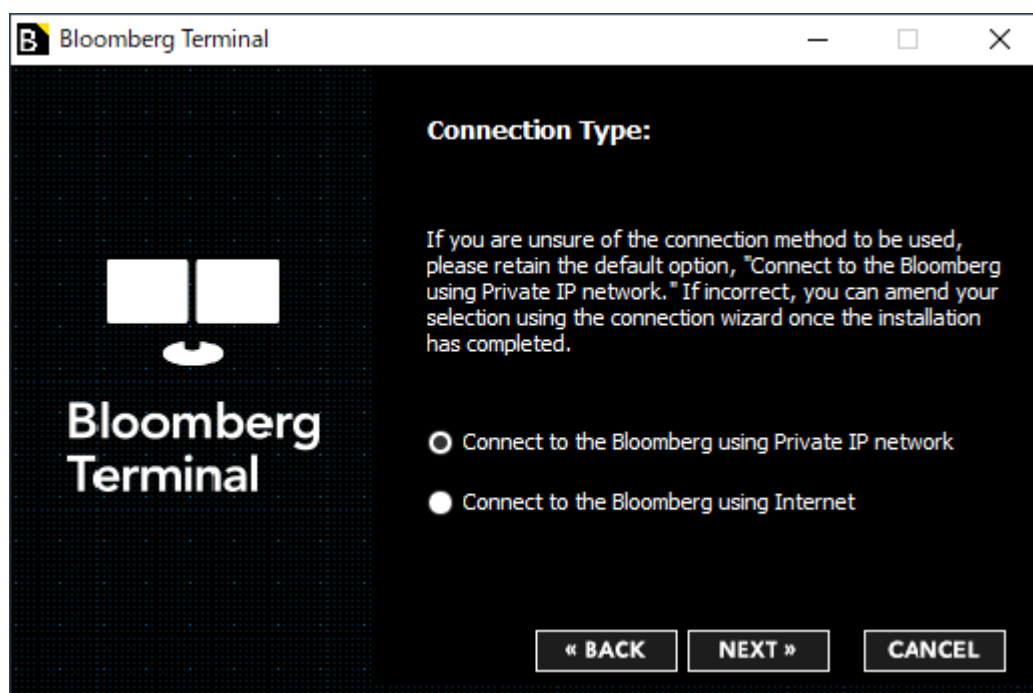 Bloomberg Terminal
Connection Type:
If you are unsure of the connection method to be used,
please retain the default option, "Connect to the Bloomberg
using Private IP network." If incorrect, you can amend your
selection using the connection wizard once the installation
has completed.
Bloomberg
Terminal
Connect to the Bloomberg using Private IP network
Connect to the Bloomberg using Internet
« BACK
NEXT »
CANCEL